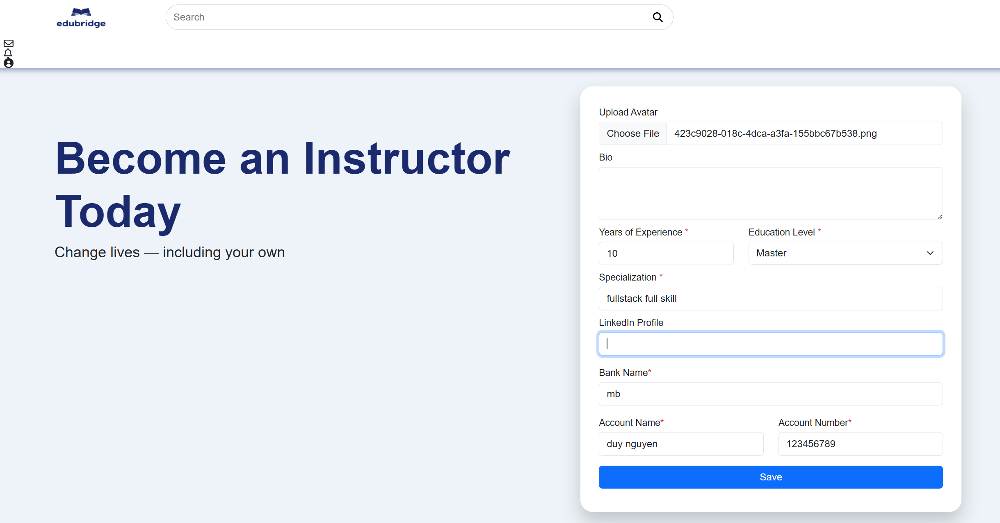 edubridge
Search
Become an Instructor
Today
Change lives — including your own
Upload Avatar
Choose File 423c9028-018c-4dca-a3fa-155bbc67b538.png
Bio
Years of Experience * Education Level *
10 Master
Specialization *
fullstack full skill
LinkedIn Profile
Bank Name*
mb
Account Name* Account Number*
duy nguyen 123456789
Save